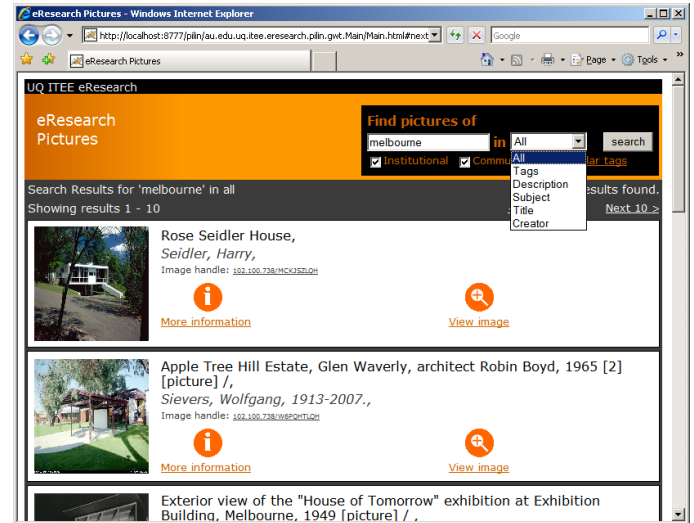 eResearch Pictures - Windows Internet Explorer
http://localhost:8777/pilin/au.edu.uq.itee.eresearch.pilin.gwt.Main/Main.html#next
Google
eResearch Pictures
Page
Tools
UQ ITEE eResearch
eResearch
Pictures
Find pictures of
melbourne in All search
Institutional
tags
All
Tags
Description
Subject
Title
Creator
Search Results for 'melbourne' in all
results found.
Showing results 1 - 10
Next 10 >
Rose Seidler House,
Seidler, Harry,
Image handle: 102.100.738/MCKJSZLQH
More information
View image
Apple Tree Hill Estate, Glen Waverly, architect Robin Boyd, 1965 [2]
[picture] /,
Sievers, Wolfgang, 1913-2007.,
Image handle: 102.100.738/W6PQHTLQH
More information
View image
Exterior view of the "House of Tomorrow" exhibition at Exhibition
Building, Melbourne, 1949 [picture] / ,